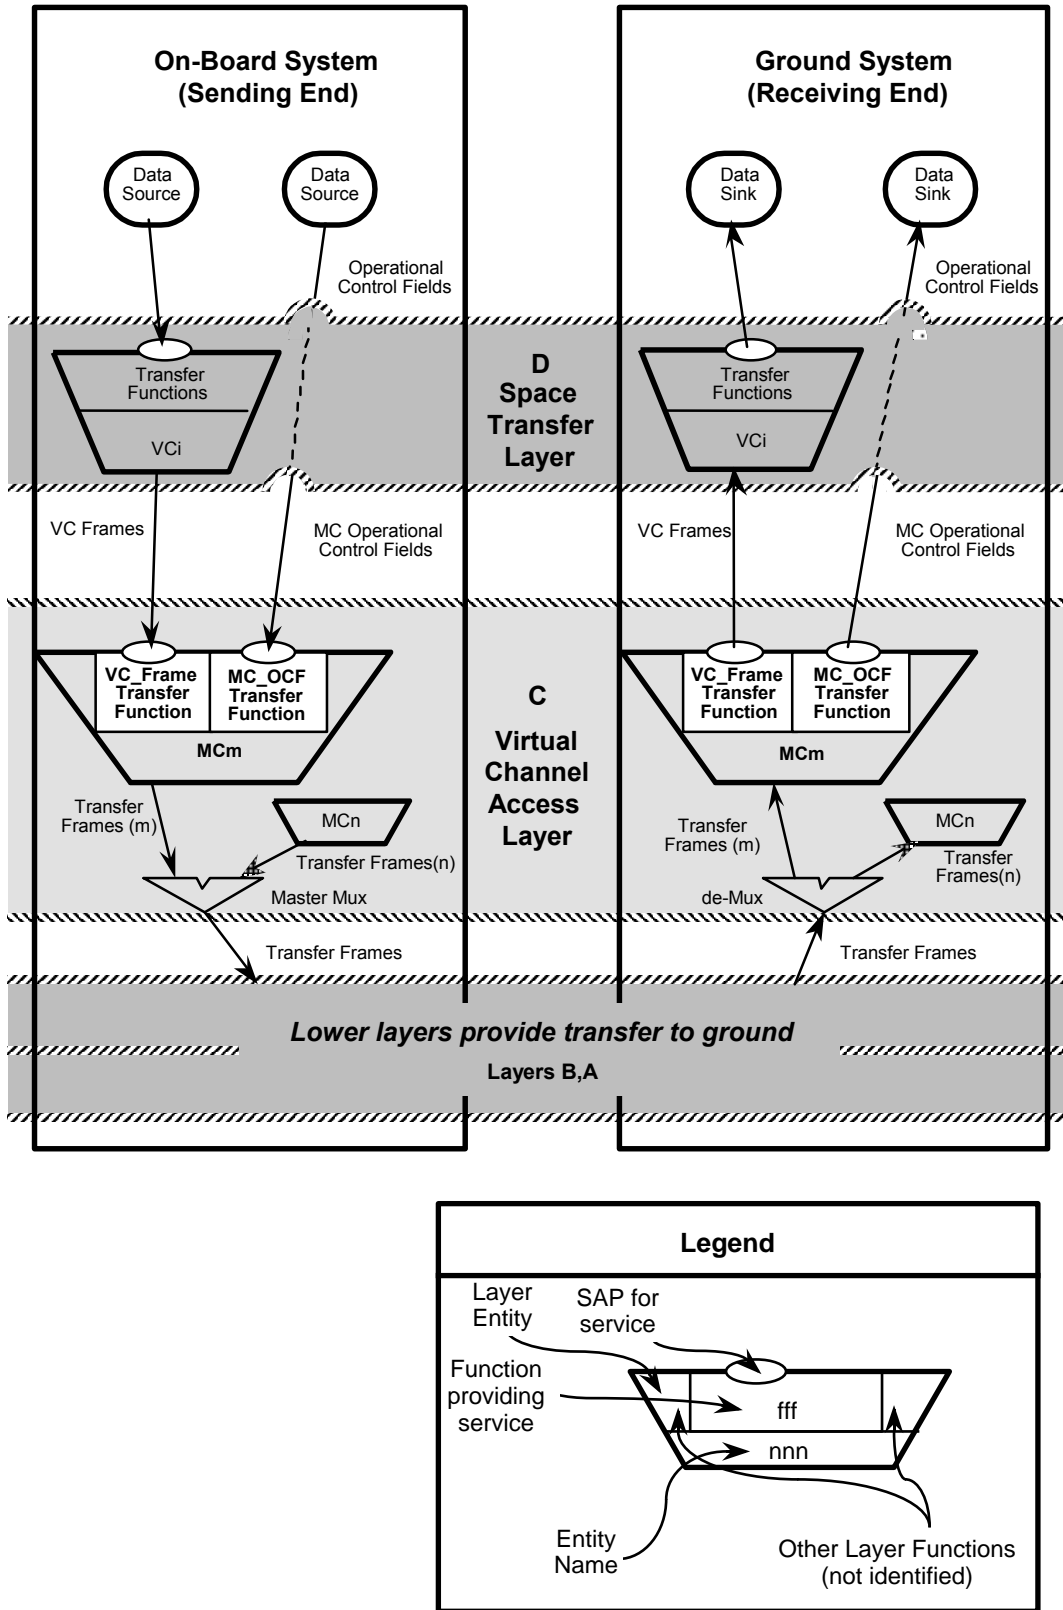 On-Board System
(Sending End)
Ground System
(Receiving End)
Data
Source
Data
Source
Data
Sink
Data
Sink
Operational
Control Fields
Operational
Control Fields
Transfer
Functions
VCi
D
Space
Transfer
Layer
Transfer
Functions
VCi
VC Frames
MC Operational
Control Fields
VC Frames
MC Operational
Control Fields
VC_Frame
Transfer
Function
MC_OCF
Transfer
Function
MCm
C
Virtual
Channel
Access
Layer
VC_Frame
Transfer
Function
MC_OCF
Transfer
Function
MCm
Transfer
Frames (m)
MCn
Transfer Frames(n)
Master Mux
Transfer
Frames (m)
MCn
Transfer
Frames(n)
de-Mux
Transfer Frames
Transfer Frames
Lower layers provide transfer to ground
Layers B,A
Legend
Layer
Entity
SAP for
service
Function
providing
service
fff
nnn
Entity
Name
Other Layer Functions
(not identified)